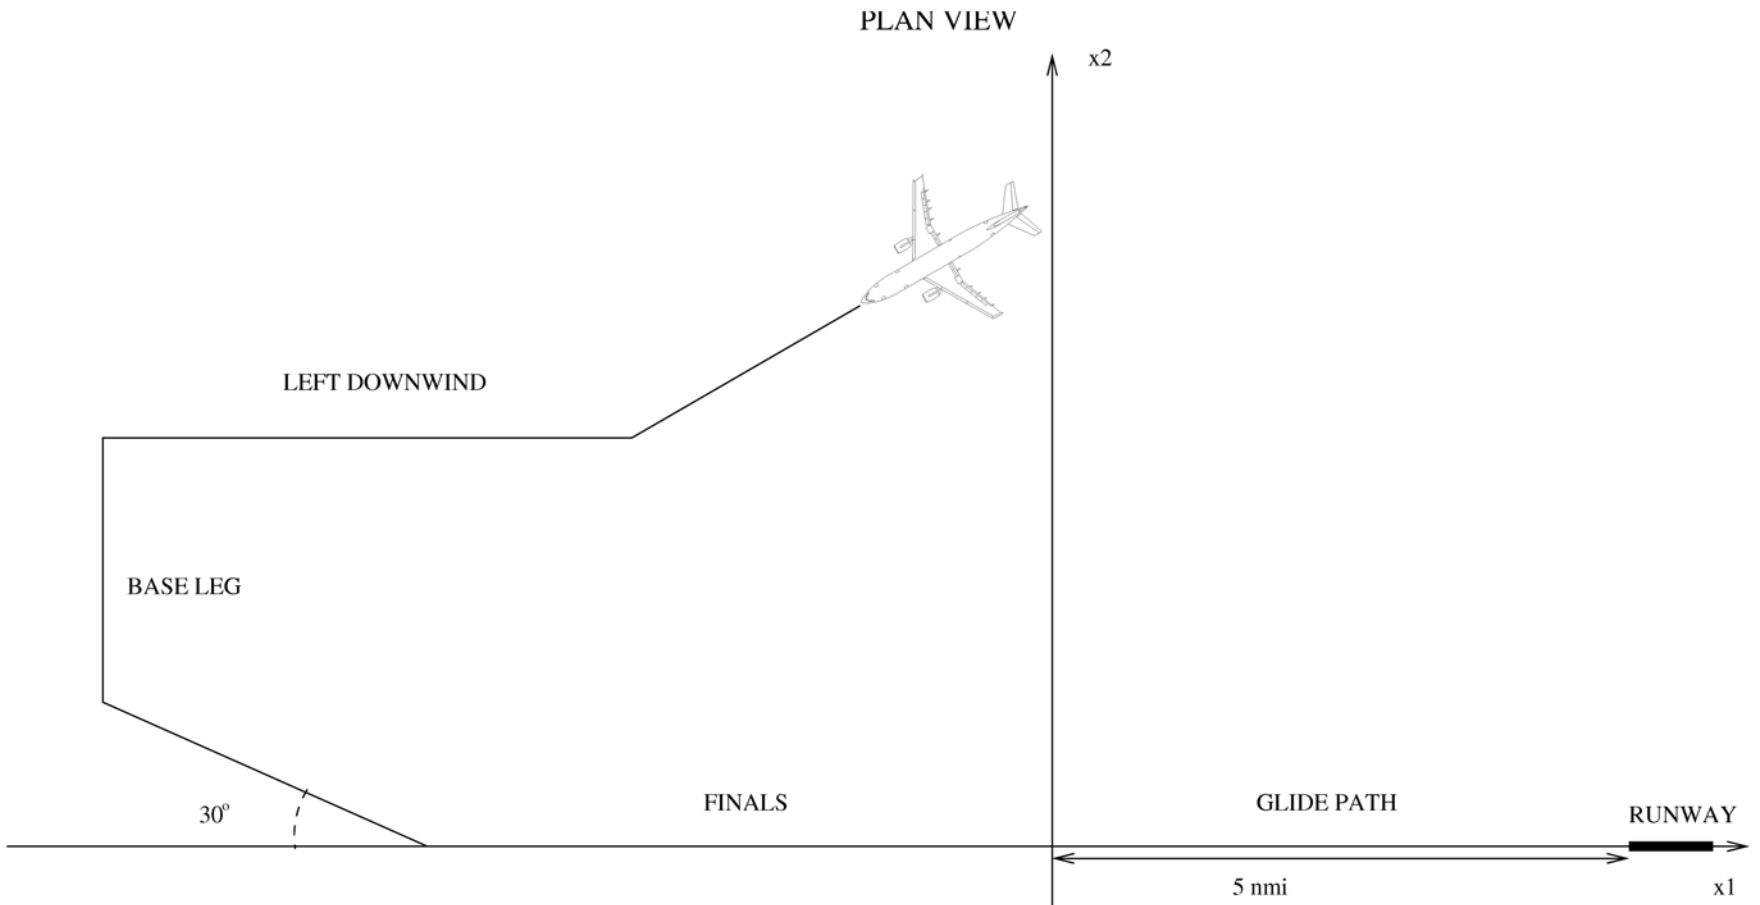 PLAN VIEW
x2
LEFT DOWNWIND
BASE LEG
30°
FINALS
GLIDE PATH
RUNWAY
5 nmi
x1